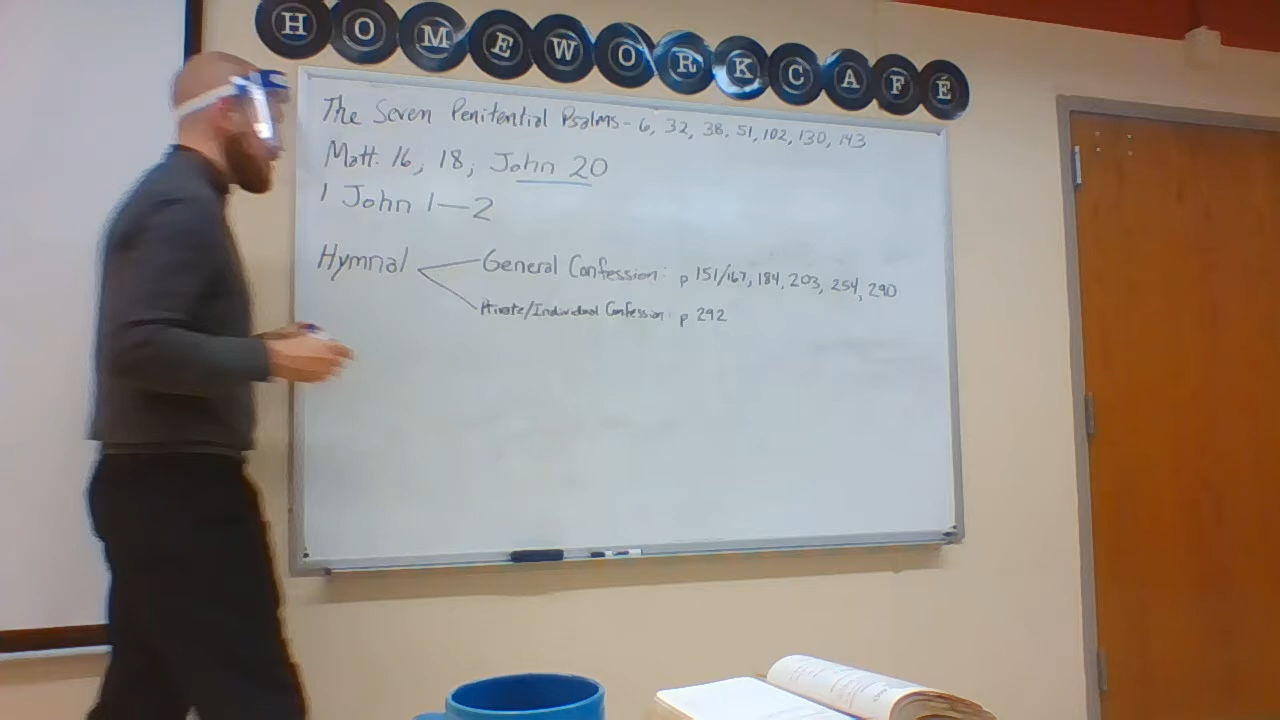 HOMEWORK CAFÉ
The Seven Penitential Psalms - 6, 32, 38, 51, 102, 130, 143
Matt. 16, 18; John 20
1 John 1—2
Hymnal
General Confession: p 151/167, 184, 203, 254, 290
Private/Individual Confession: p 292